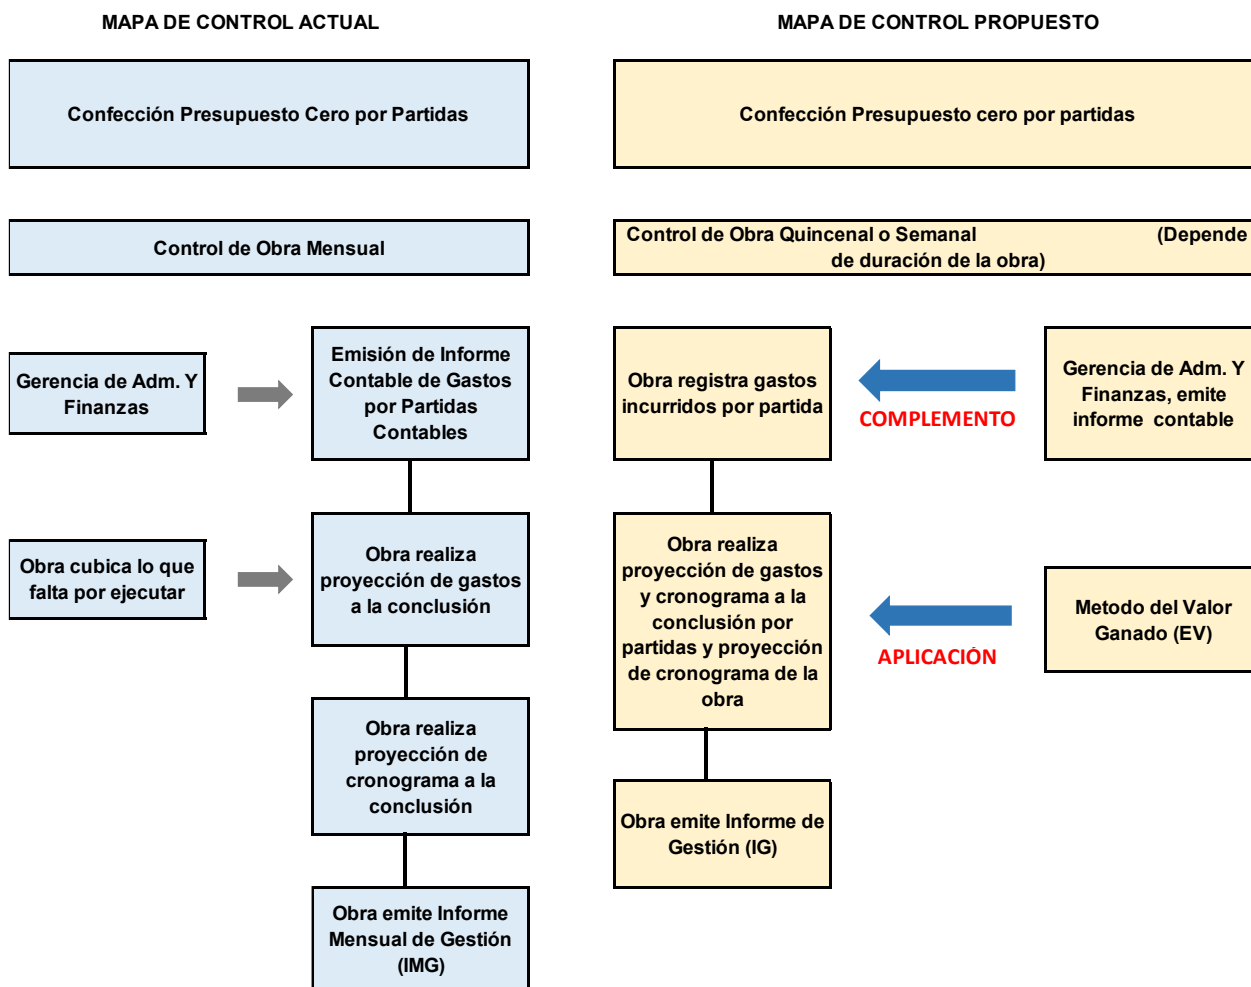 MAPA DE CONTROL ACTUAL
Confección Presupuesto Cero por Partidas
Control de Obra Mensual
Gerencia de Adm. Y
Finanzas
Emisión de Informe
Contable de Gastos
por Partidas
Contables
Obra cubica lo que
falta por ejecutar
Obra realiza
proyección de gastos
a la conclusión
Obra realiza
proyección de
cronograma a la
conclusión
Obra emite Informe
Mensual de Gestión
(IMG)
MAPA DE CONTROL PROPUESTO
Confección Presupuesto cero por partidas
Control de Obra Quincenal o Semanal (Depende
de duración de la obra)
Obra registra gastos
incurridos por partida
COMPLEMENTO
Gerencia de Adm. Y
Finanzas, emite
informe contable
Obra realiza
proyección de gastos
y cronograma a la
conclusión por
partidas y proyección
de cronograma de la
obra
APLICACIÓN
Metodo del Valor
Ganado (EV)
Obra emite Informe de
Gestión (IG)